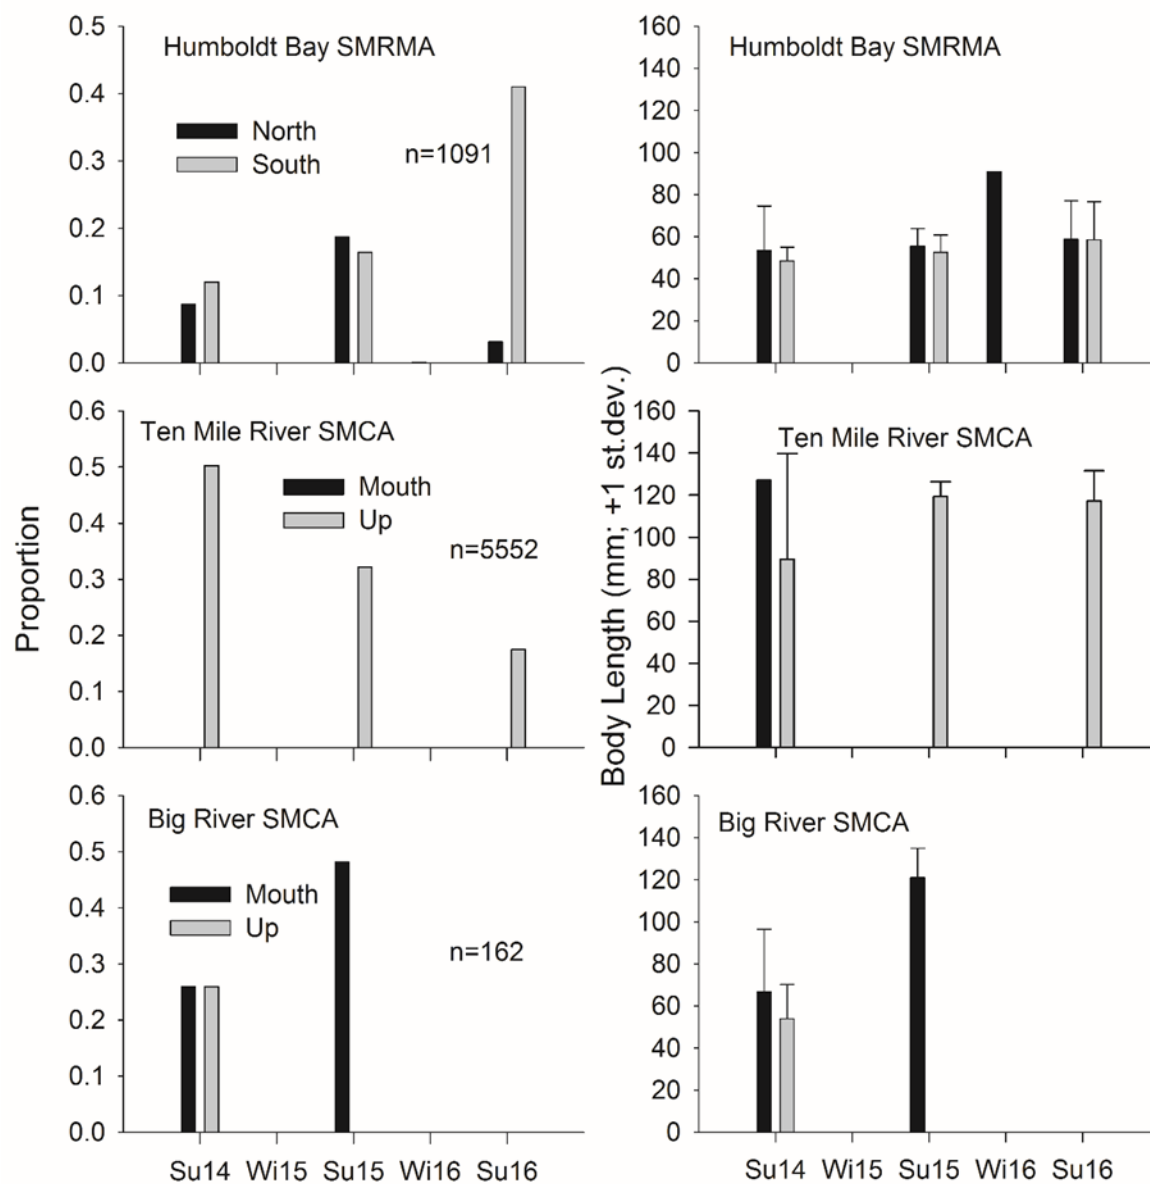 Proportion
Humboldt Bay SMRMA
North
South
n=1091
0.5
0.4
0.3
0.2
0.1
0.0
Humboldt Bay SMRMA
160
140
120
100
80
60
40
20
0
Ten Mile River SMCA
Mouth
Up
n=5552
0.6
0.5
0.4
0.3
0.2
0.1
0.0
Body Length (mm; +1 st.dev.)
Ten Mile River SMCA
160
140
120
100
80
60
40
20
0
Big River SMCA
Mouth
Up
n=162
0.6
0.5
0.4
0.3
0.2
0.1
0.0
Su14 Wi15 Su15 Wi16 Su16
Big River SMCA
160
140
120
100
80
60
40
20
0
Su14 Wi15 Su15 Wi16 Su16